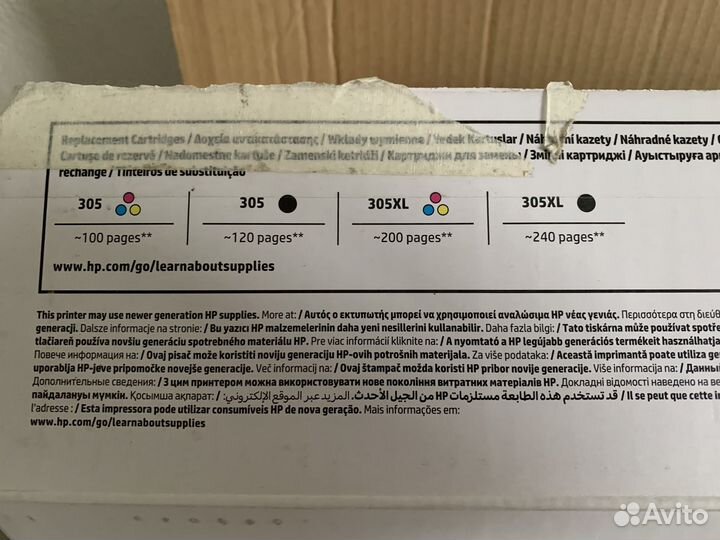 Replacement Cartridges / Δοχεία αντικατάστασης / Wkłady wymienne / Yedek Kartuşlar / kazety / Náhradné kazety /
Cartușe de rezervă / Nadomestne kartuše / Zamenski ketridži / Картриджи для замены / картриджі / Ауыстыруға
rechange / Tinteiros de substituição
305 305 305XL 305XL
~100 pages** ~120 pages** ~200 pages** ~240 pages**
www.hp.com/go/learnaboutsupplies
This printer may use newer generation HP supplies. More at: / Αυτός ο εκτυπωτής μπορεί να χρησιμοποιεί αναλώσιμα HP νέας γενιάς. Περισσότερα στη
generacji. Dalsze informacje na stronie: / Bu yazıcı HP malzemelerinin daha yeni nesillerini kullanabilir. Daha fazla bilgi: / Tato tiskárna může používat
tlačiareň používa novšiu generáciu spotrebného materiálu HP. Pre viac informácií kliknite na: / A nyomtató a HP legújabb generációs termékeit használhatja
Повече информация на: / Ovaj pisač može koristiti noviju generaciju HP-ovih potrošnih materijala. Za više podataka: / Această imprimantă poate utiliza
uporablja HP-jeve pripomočke novejše generacije. Več informacij na: / Ovaj štampač možda koristi HP pribor novije generacije. Više informacija na: / Данный
Дополнительные сведения: / З цим принтером можна використовувати нове покоління витратних матеріалів HP. Докладні відомості наведено на
пайдалануы мүмкін. Қосымша ақпарат: / قد تستخدم هذه الطابعة مستلزمات HP من الجيل الأحدث. المزيد عبر الموقع الإلكتروني: / Il se peut que cette
l'adresse : / Esta impressora pode utilizar consumíveis HP de nova geração. Mais informações em:
www.hp.com/go/learnaboutsupplies
Avito